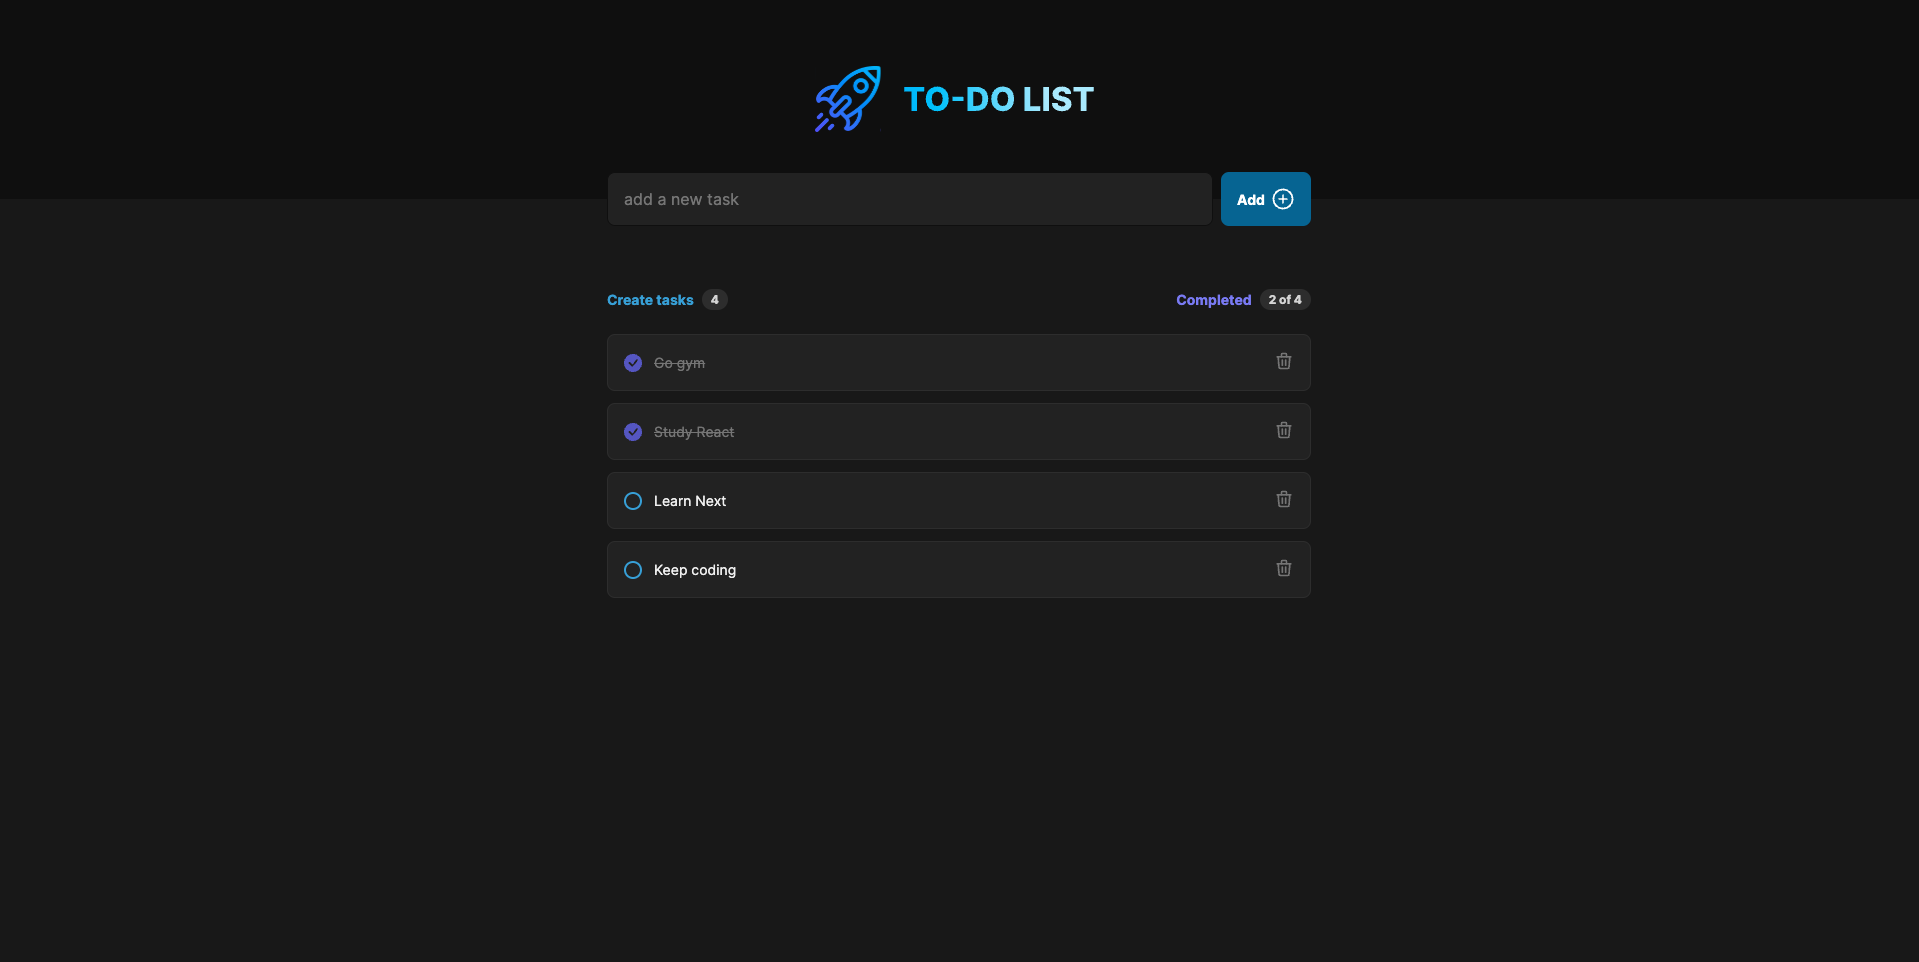 TO-DO LIST
add a new task
Add
Create tasks 4
Completed 2 of 4
Go gym
Study React
Learn Next
Keep coding